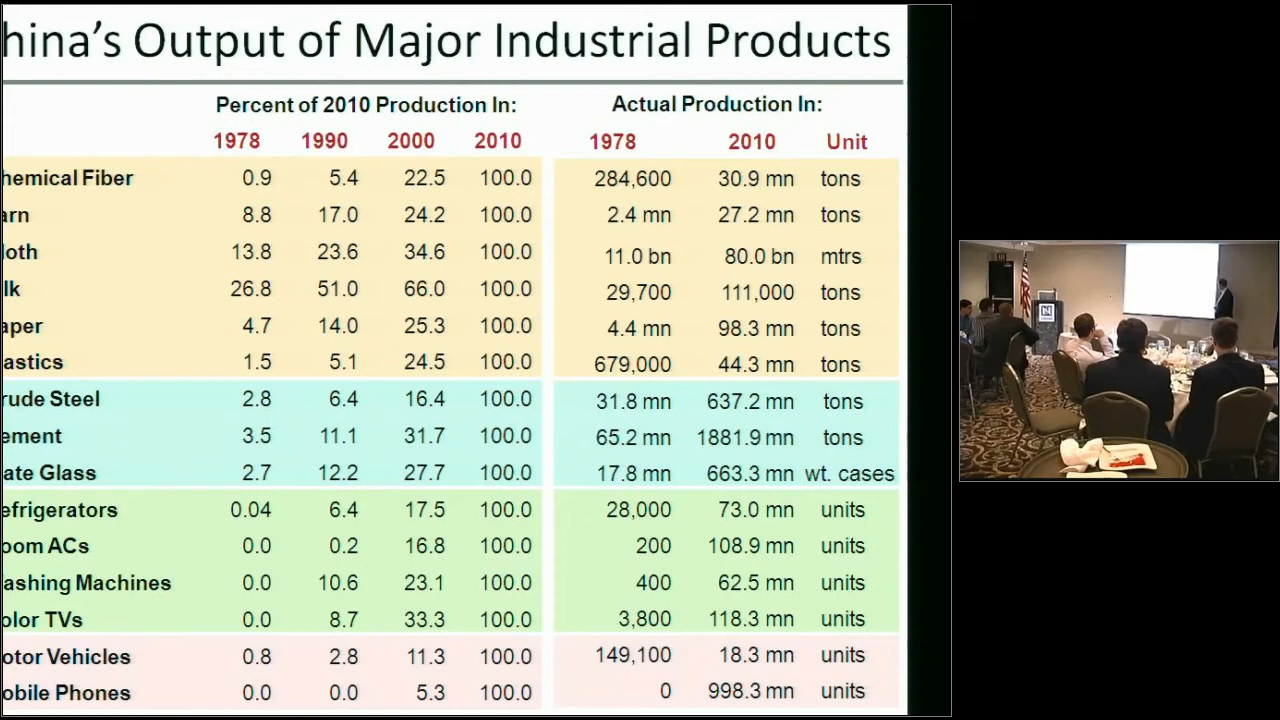 hina's Output of Major Industrial Products
Percent of 2010 Production In: Actual Production In:
1978 1990 2000 2010 1978 2010 Unit
hemical Fiber 0.9 5.4 22.5 100.0 284,600 30.9 mn tons
arn 8.8 17.0 24.2 100.0 2.4 mn 27.2 mn tons
loth 13.8 23.6 34.6 100.0 11.0 bn 80.0 bn mtrs
lk 26.8 51.0 66.0 100.0 29,700 111,000 tons
aper 4.7 14.0 25.3 100.0 4.4 mn 98.3 mn tons
astics 1.5 5.1 24.5 100.0 679,000 44.3 mn tons
rude Steel 2.8 6.4 16.4 100.0 31.8 mn 637.2 mn tons
ement 3.5 11.1 31.7 100.0 65.2 mn 1881.9 mn tons
ate Glass 2.7 12.2 27.7 100.0 17.8 mn 663.3 mn wt. cases
efrigerators 0.04 6.4 17.5 100.0 28,000 73.0 mn units
oom ACs 0.0 0.2 16.8 100.0 200 108.9 mn units
ashing Machines 0.0 10.6 23.1 100.0 400 62.5 mn units
olor TVs 0.0 8.7 33.3 100.0 3,800 118.3 mn units
otor Vehicles 0.8 2.8 11.3 100.0 149,100 18.3 mn units
obile Phones 0.0 0.0 5.3 100.0 0 998.3 mn units